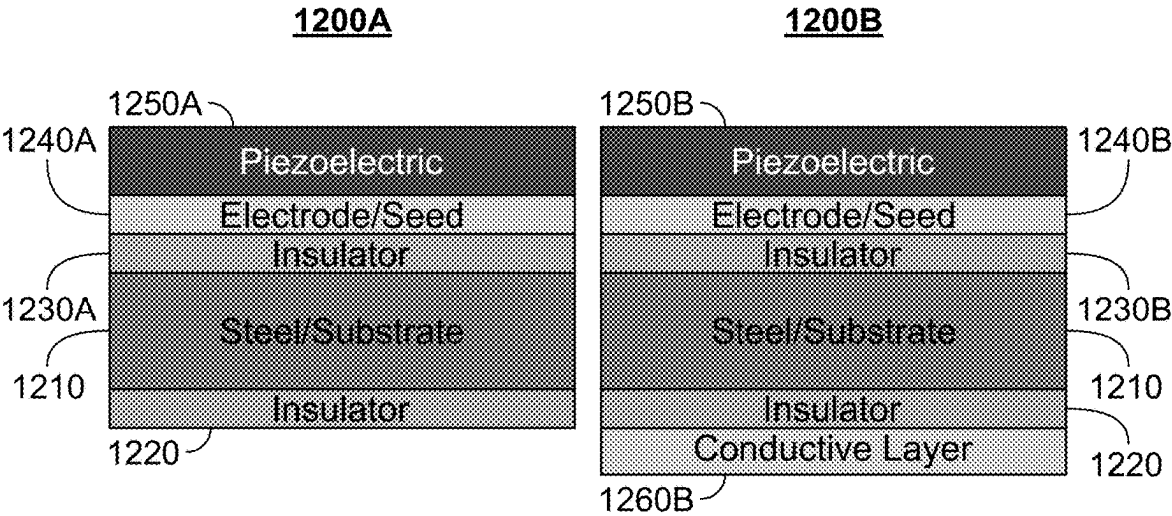 1200A
1250A
1240A
Piezoelectric
Electrode/Seed
Insulator
1230A
Steel/Substrate
1210
Insulator
1220
1200B
1250B
1240B
Piezoelectric
Electrode/Seed
Insulator
1230B
Steel/Substrate
1210
Insulator
1220
Conductive Layer
1260B